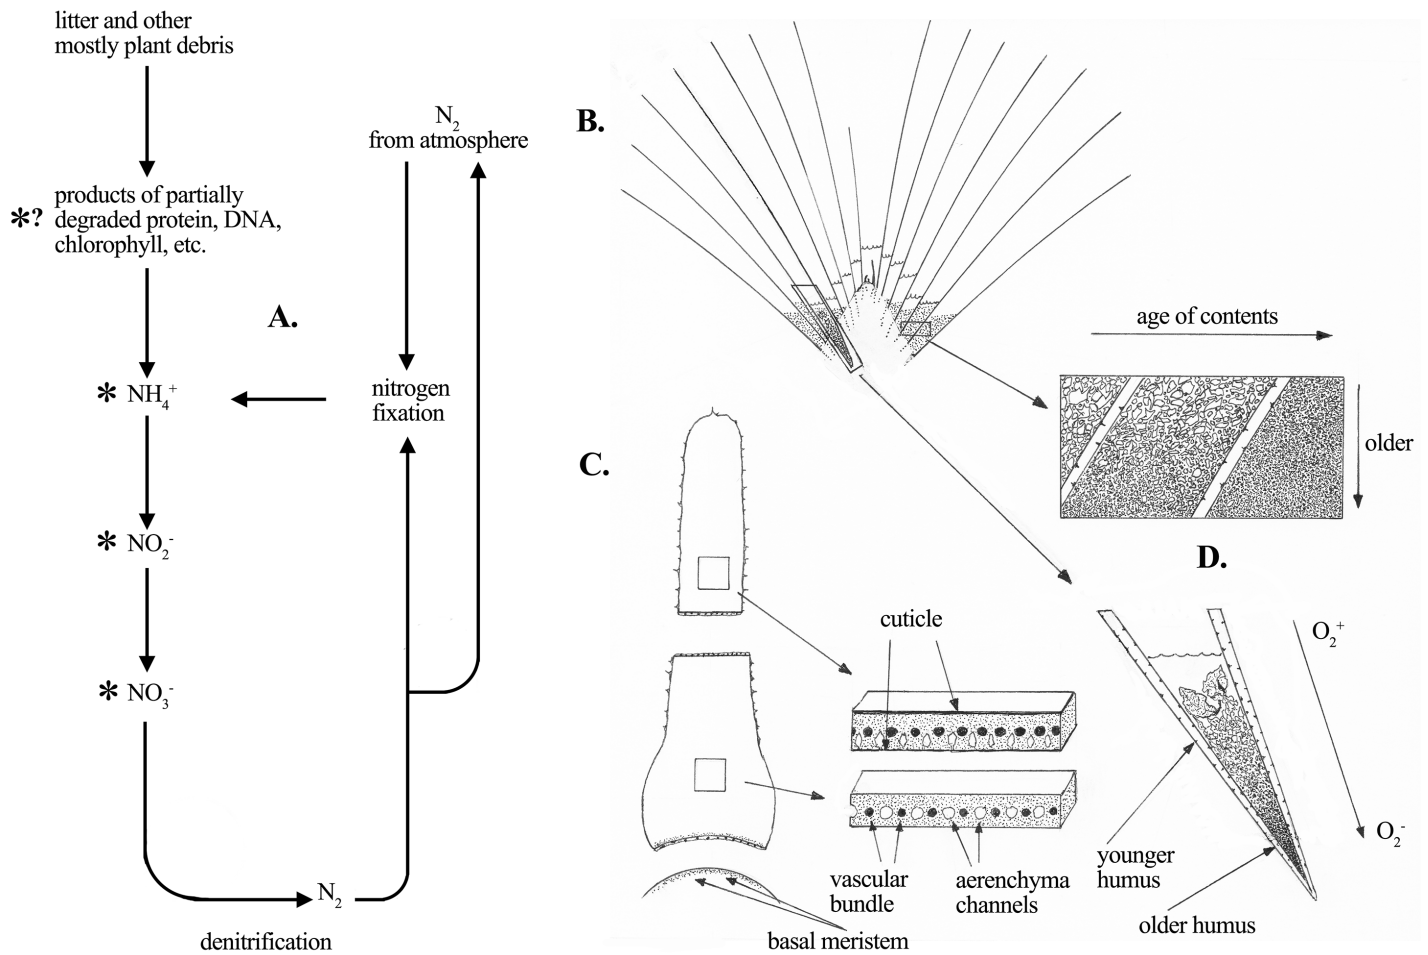 litter and other
mostly plant debris
N₂
from atmosphere
*? products of partially
degraded protein, DNA,
chlorophyll, etc.
A.
* NH₄⁺
nitrogen
fixation
* NO₂⁻
* NO₃⁻
N₂
denitrification
B.
age of contents
older
C.
cuticle
vascular
bundle
aerenchyma
channels
basal meristem
D.
O₂⁺
O₂⁻
younger
humus
older humus